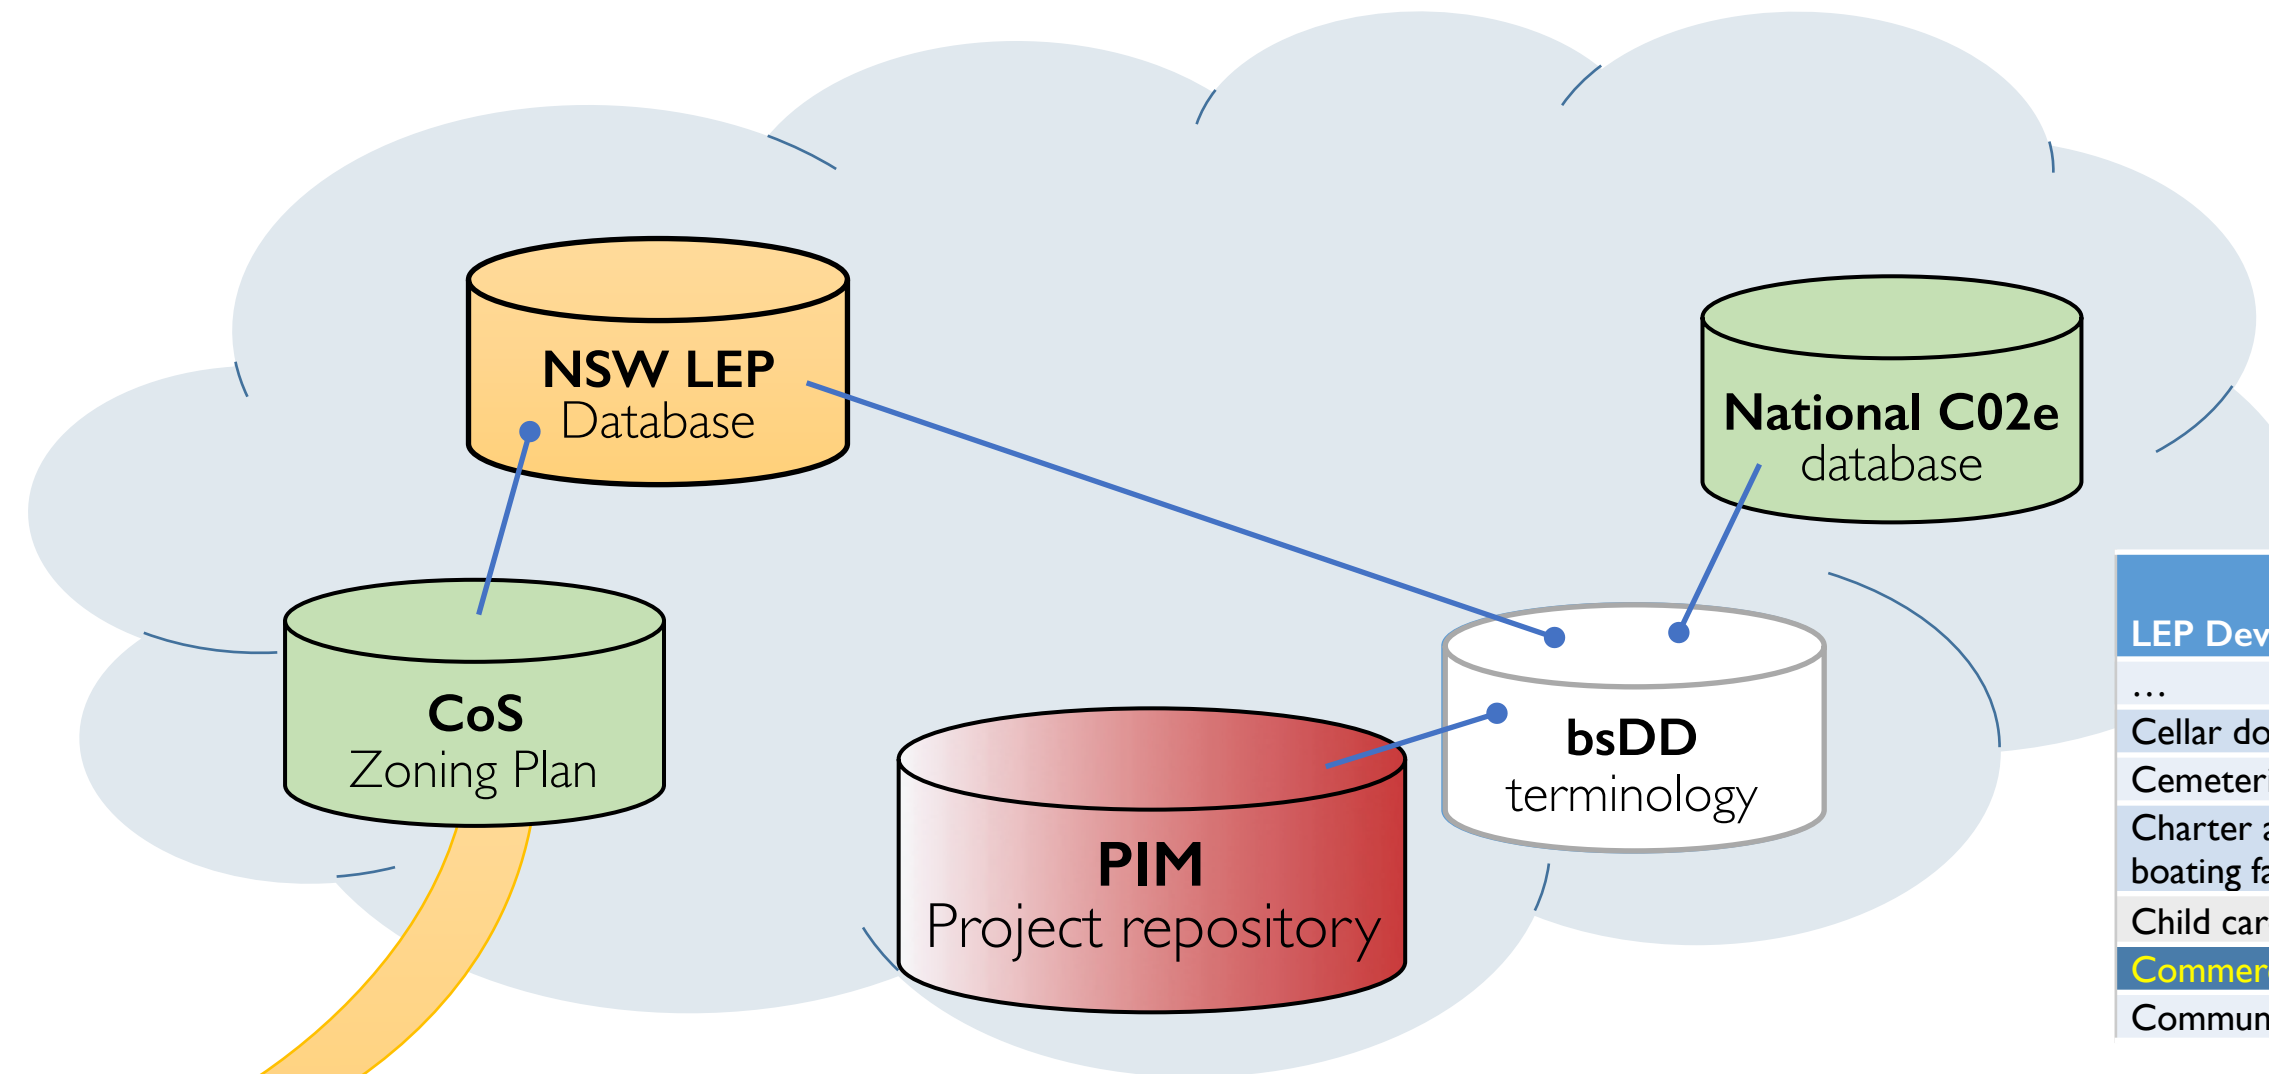 NSW LEP
Database
National C02e
database
CoS
Zoning Plan
bsDD
terminology
PIM
Project repository
LEP Dev
…
Cellar do
Cemeteri
Charter a
boating fa
Child car
Commer
Commun